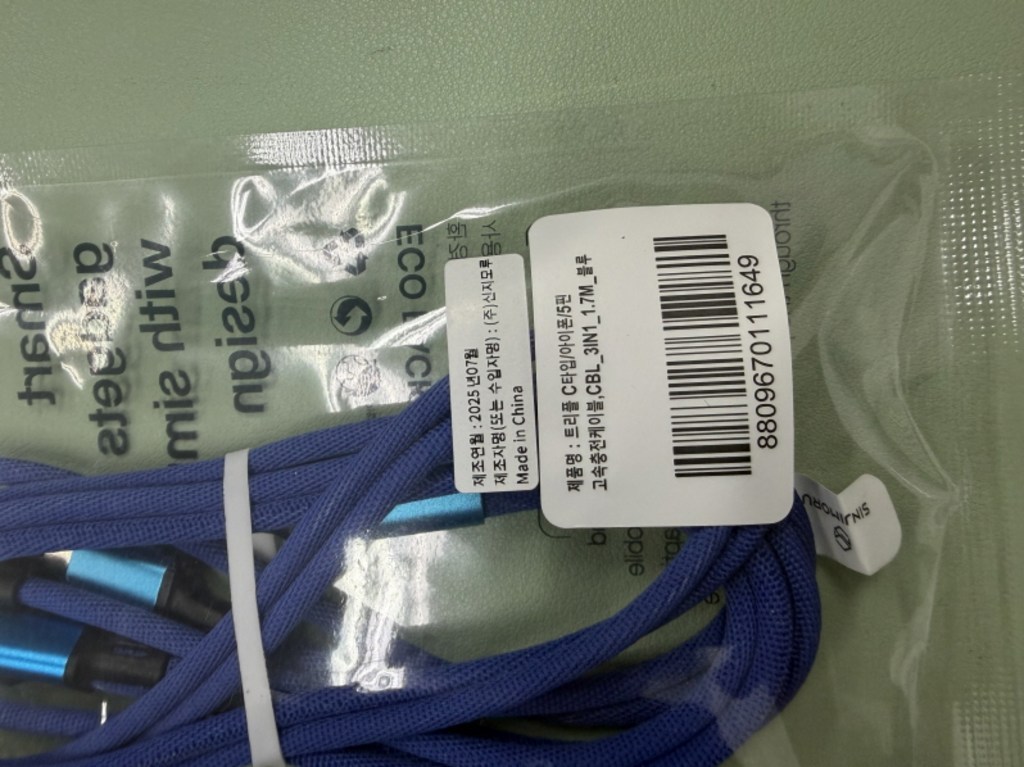 제품명 : 트리플 C타입/아이폰/5핀
고속충전케이블,CBL_3IN1_1.7M_블루
8809670111649
제조연월 : 2025년07월
제조자명(또는 수입자명) : (주)신지모루
Made in China
SINJIMORU
Smart
gadgets
with
design
ECO